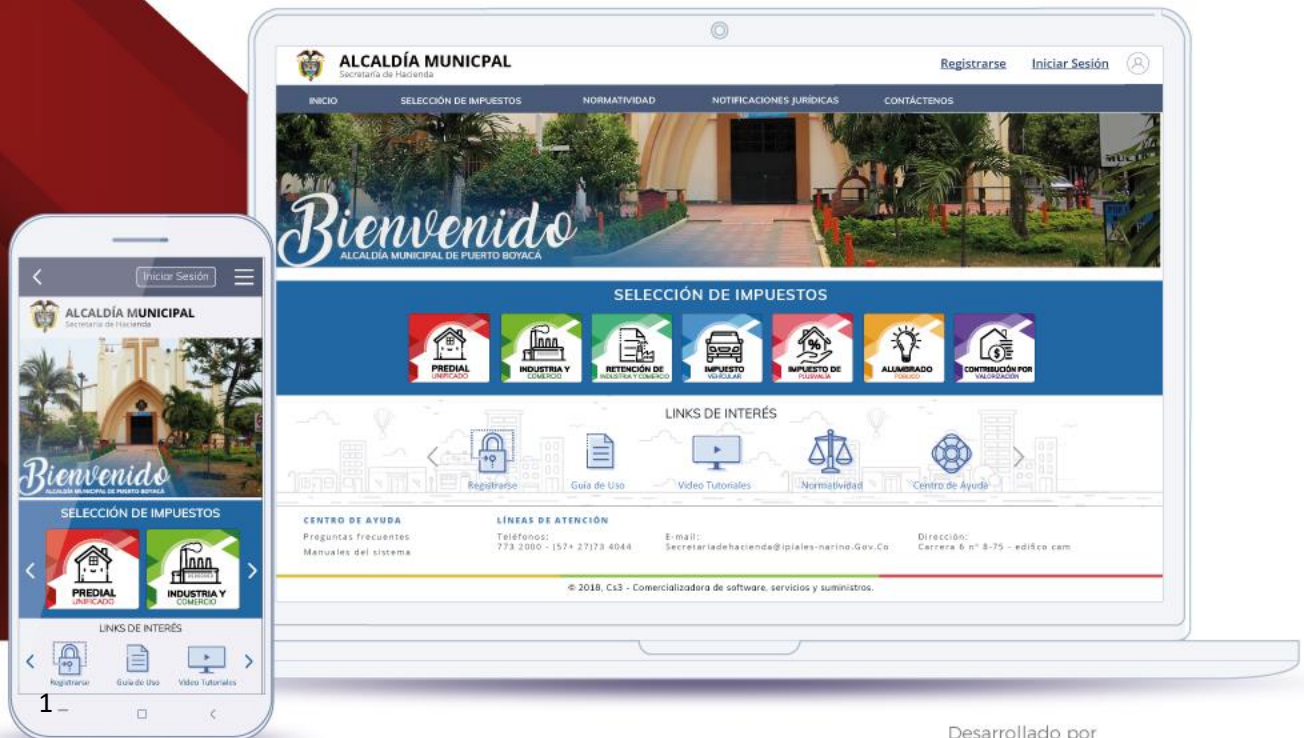 ALCALDÍA MUNICPAL
Secretaría de Hacienda
Registrarse Iniciar Sesión
INICIO SELECCIÓN DE IMPUESTOS NORMATIVIDAD NOTIFICACIONES JURÍDICAS CONTÁCTENOS
Bienvenido
ALCALDÍA MUNICIPAL DE PUERTO BOYACÁ
SELECCIÓN DE IMPUESTOS
PREDIAL
UNIFICADO
INDUSTRIA Y
COMERCIO
RETENCIÓN DE
INDUSTRIA Y COMERCIO
IMPUESTO
VEHICULAR
IMPUESTO DE
PLUSVALÍA
ALUMBRADO
PÚBLICO
CONTRIBUCIÓN POR
VALORIZACIÓN
LINKS DE INTERÉS
Registrarse Guía de Uso Video Tutoriales Normatividad Centro de Ayuda
CENTRO DE AYUDA LÍNEAS DE ATENCIÓN
Preguntas frecuentes Teléfonos: E-mail: Dirección:
Manuales del sistema 773 2000 - (57+ 27)73 4044 Secretariadehacienda@ipiales-narino.Gov.Co Carrera 6 n° 8-75 - edifico cam
© 2018, Cs3 - Comercializadora de software, servicios y suministros.
Iniciar Sesión
ALCALDÍA MUNICIPAL
Secretaría de Hacienda
Bienvenido
ALCALDÍA MUNICIPAL DE PUERTO BOYACÁ
SELECCIÓN DE IMPUESTOS
PREDIAL
UNIFICADO
INDUSTRIA Y
COMERCIO
LINKS DE INTERÉS
Registrarse Guía de Uso Video Tutoriales
1
Desarrollado por